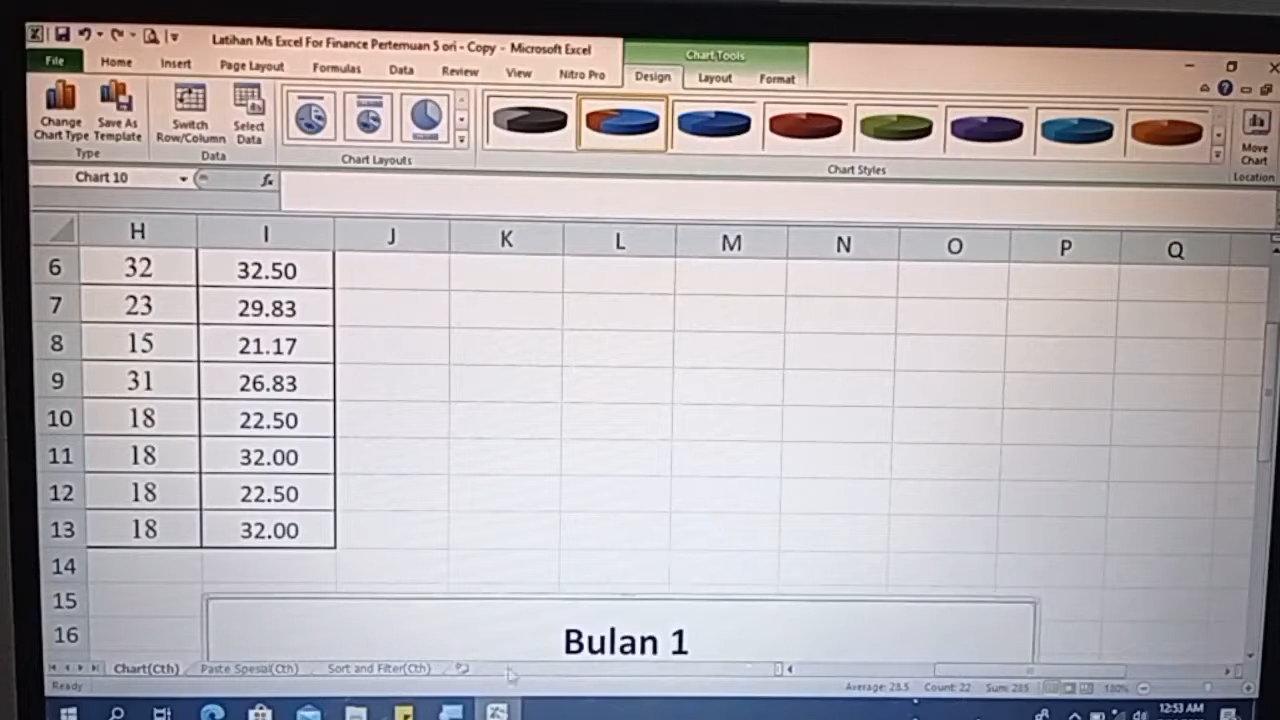 Latihan Ms Excel For Finance Pertemuan 5 ori - Copy - Microsoft Excel
Chart Tools
File Home Insert Page Layout Formulas Data Review View Nitro Pro Design Layout Format
Change Chart Type
Save As Template
Switch Row/Column
Select Data
Move Chart
Type Data Chart Layouts Chart Styles Location
Chart 10 fx
H I J K L M N O P Q
6 32 32.50
7 23 29.83
8 15 21.17
9 31 26.83
10 18 22.50
11 18 32.00
12 18 22.50
13 18 32.00
14
15
16
Bulan 1
Chart(Cth) Paste Spesial(Cth) Sort and Filter(Cth)
Ready Average: 28.5 Count: 22 Sum: 285 180%
12:53 AM